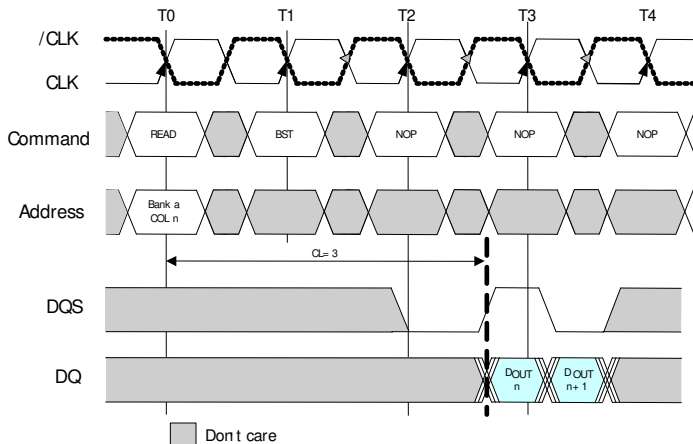 T0 T1 T2 T3 T4
/CLK
CLK
Command READ BST NOP NOP NOP
Address Bank a
COL n
CL= 3
DQS
DQ DOUT
n DOUT
n+ 1
Don't care